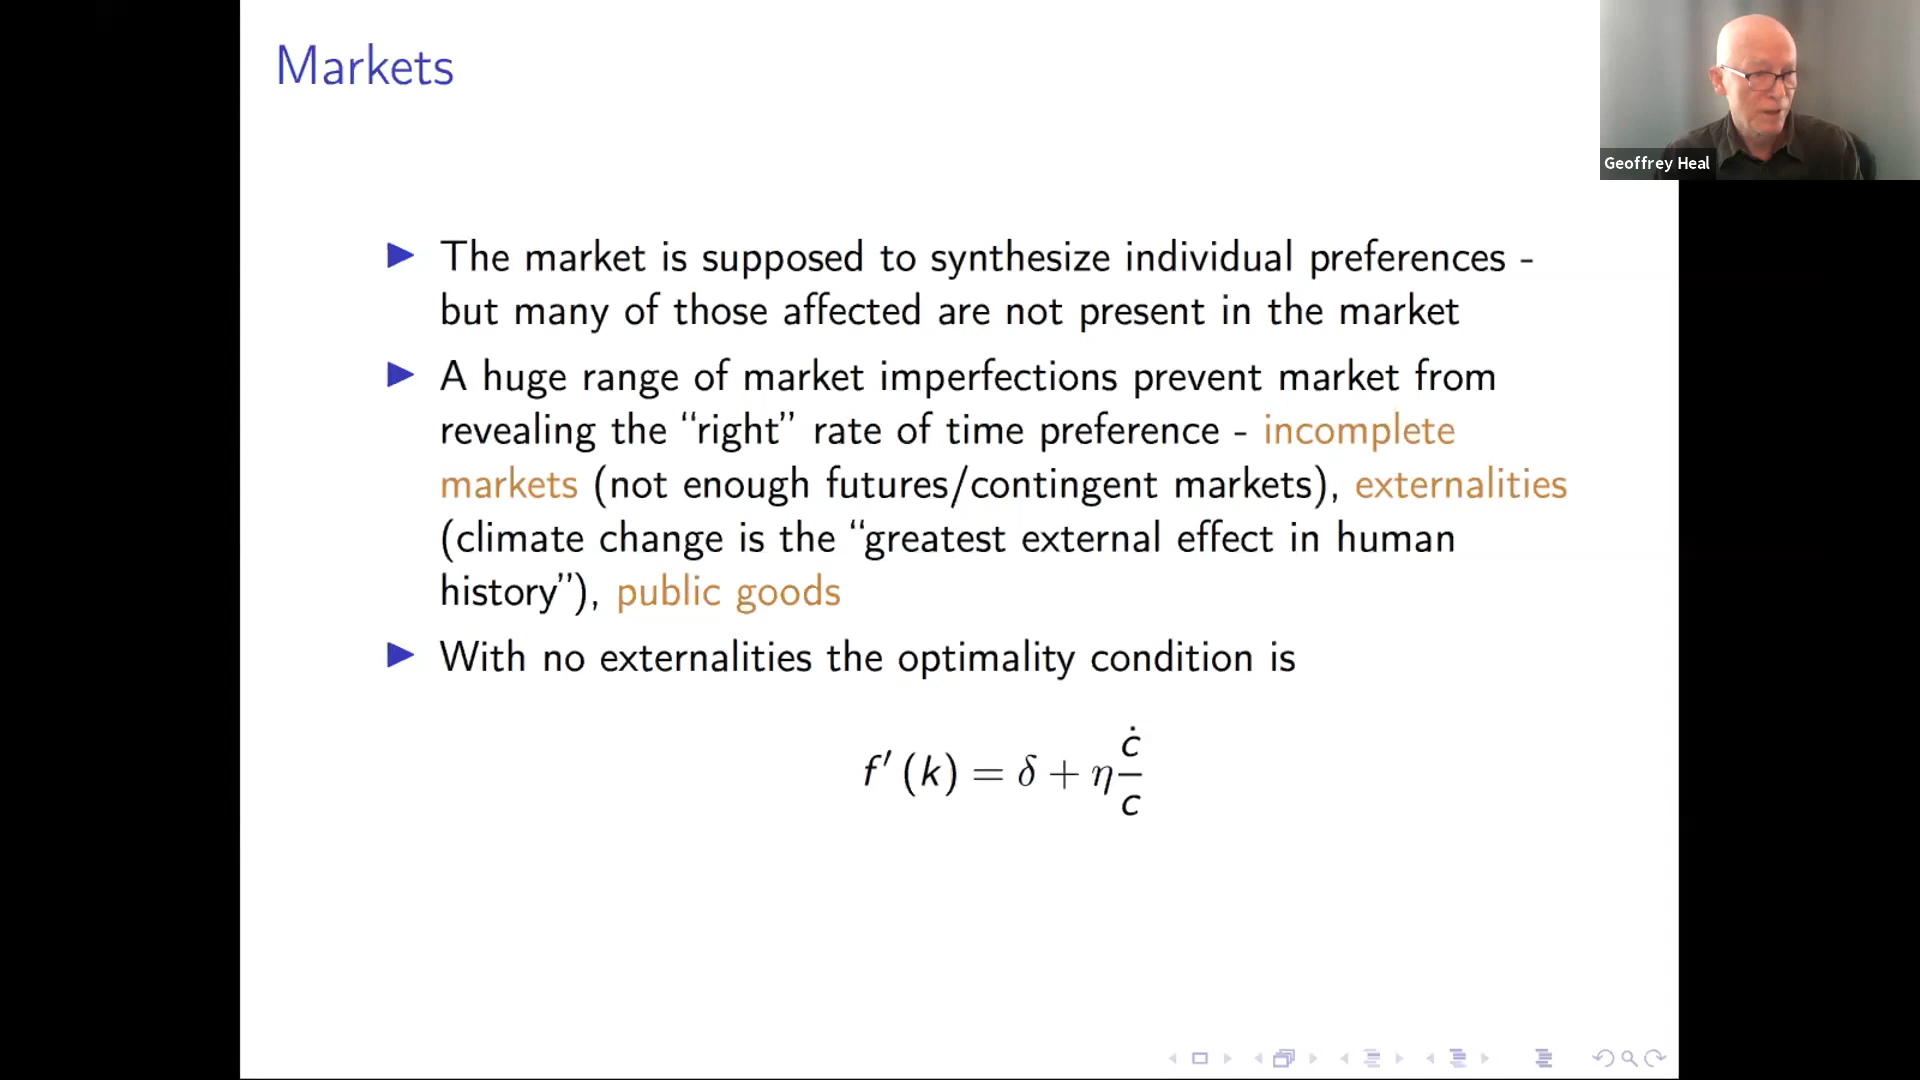 Markets
Geoffrey Heal
The market is supposed to synthesize individual preferences -
but many of those affected are not present in the market
A huge range of market imperfections prevent market from
revealing the “right” rate of time preference - incomplete
markets (not enough futures/contingent markets), externalities
(climate change is the “greatest external effect in human
history”), public goods
With no externalities the optimality condition is
f′ (k) = δ + η ċ/c